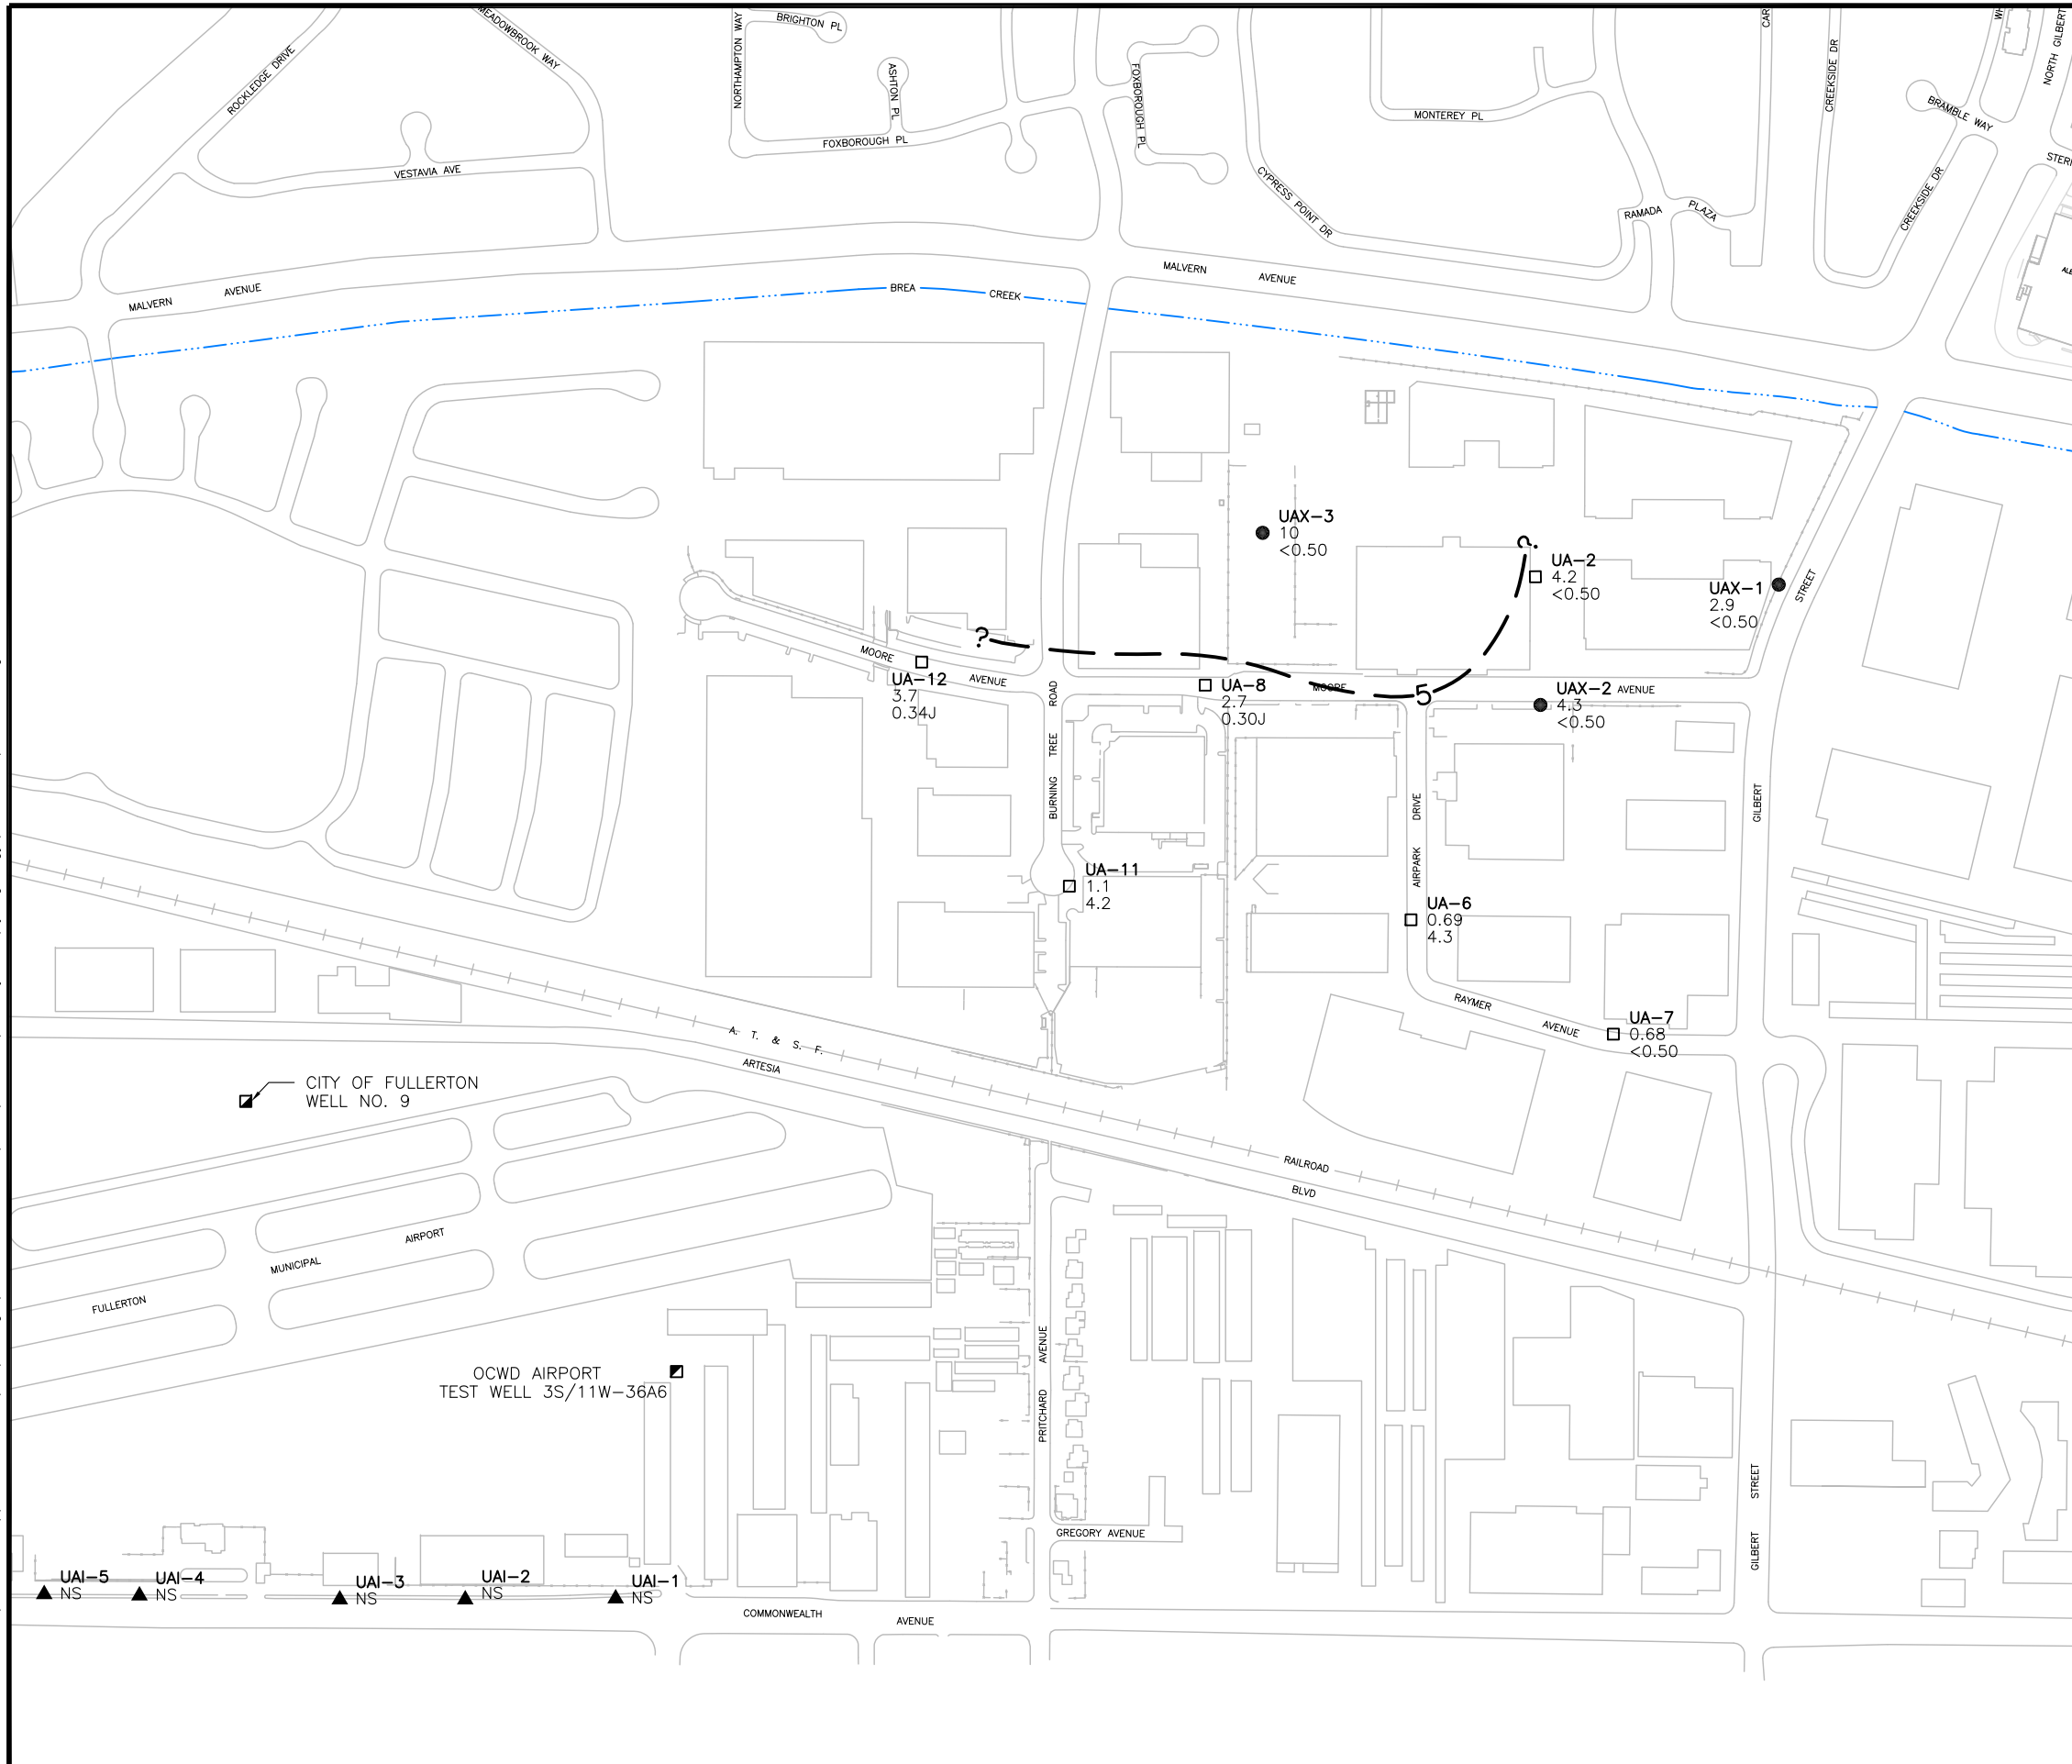 MEADOWBROOK WAY
ROCKLEDGE DRIVE
VESTAVIA AVE
NORTHAMPTON WAY
BRIGHTON PL
ASHTON PL
FOXBOROUGH PL
FOXBOROUGH PL
CYPRESS POINT DR
MONTEREY PL
RAMADA PLAZA
CREEKSIDE DR
CREEKSIDE DR
BRAMBLE WAY
NORTH GILBERT
MALVERN AVENUE
MALVERN AVENUE
BREA CREEK
UAX-3
10
<0.50
?
UA-2
4.2
<0.50
UAX-1
2.9
<0.50
STREET
?
MOORE AVENUE
UA-12
3.7
0.34J
UA-8
2.7
0.30J
MOORE AVENUE
5
UAX-2
4.3
<0.50
BURNING TREE ROAD
AIRPARK DRIVE
GILBERT
UA-11
1.1
4.2
UA-6
0.69
4.3
RAYMER AVENUE
UA-7
0.68
<0.50
A. T. & S. F.
RAILROAD
ARTESIA
BLVD
CITY OF FULLERTON
WELL NO. 9
FULLERTON MUNICIPAL AIRPORT
OCWD AIRPORT
TEST WELL 3S/11W-36A6
PRITCHARD AVENUE
GREGORY AVENUE
GILBERT STREET
UAI-5
NS
UAI-4
NS
UAI-3
NS
UAI-2
NS
UAI-1
NS
COMMONWEALTH AVENUE